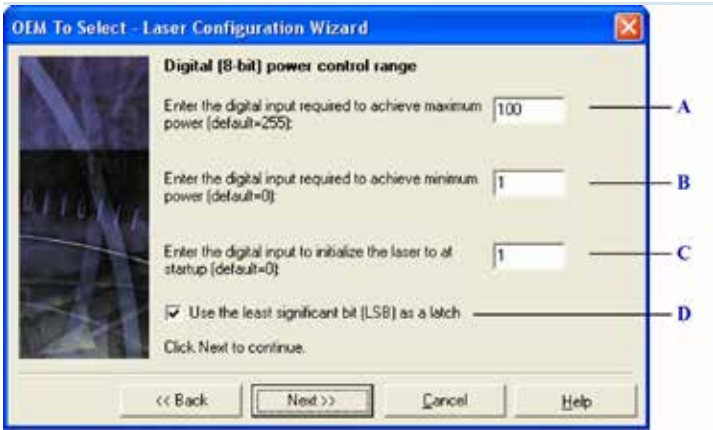 OEM To Select - Laser Configuration Wizard
Digital (8-bit) power control range
Enter the digital input required to achieve maximum
power (default=255):
100
A
Enter the digital input required to achieve minimum
power (default=0):
1
B
Enter the digital input to initialize the laser to at
startup (default=0):
1
C
Use the least significant bit (LSB) as a latch
D
Click Next to continue.
<< Back
Next >>
Cancel
Help